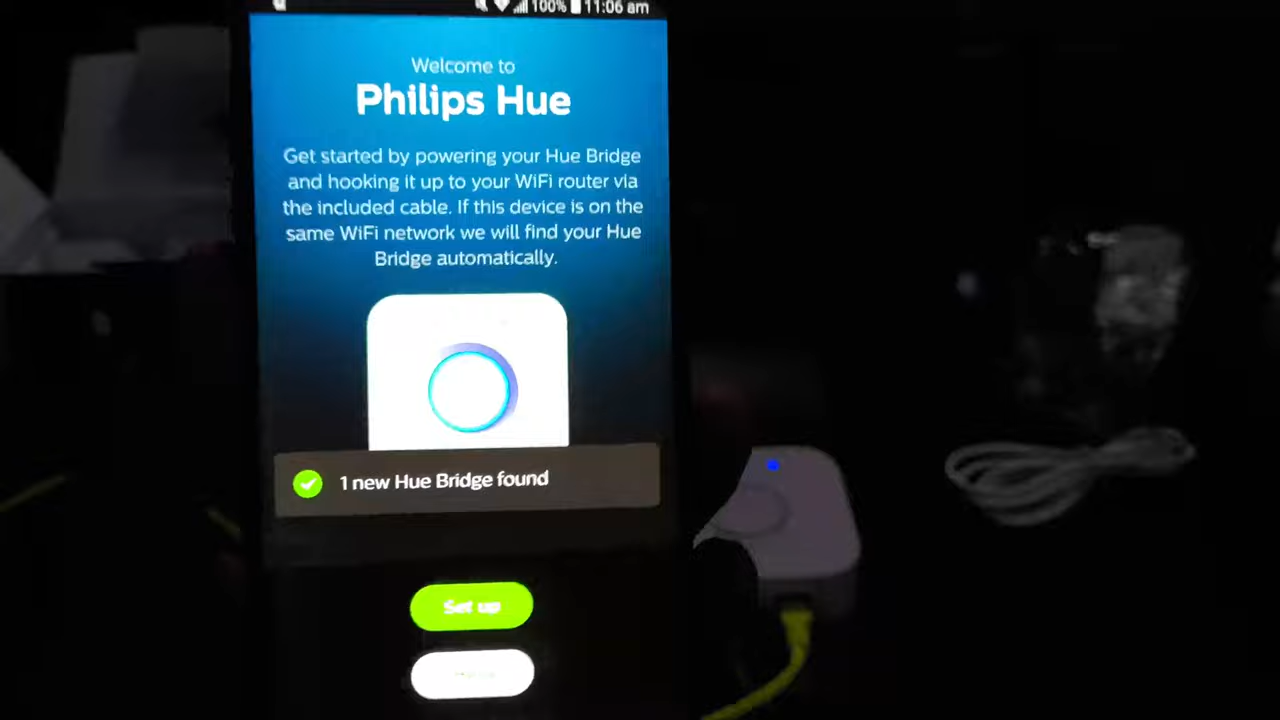 100% 11:06 am
Welcome to
Philips Hue
Get started by powering your Hue Bridge
and hooking it up to your WiFi router via
the included cable. If this device is on the
same WiFi network we will find your Hue
Bridge automatically.
1 new Hue Bridge found
Set up